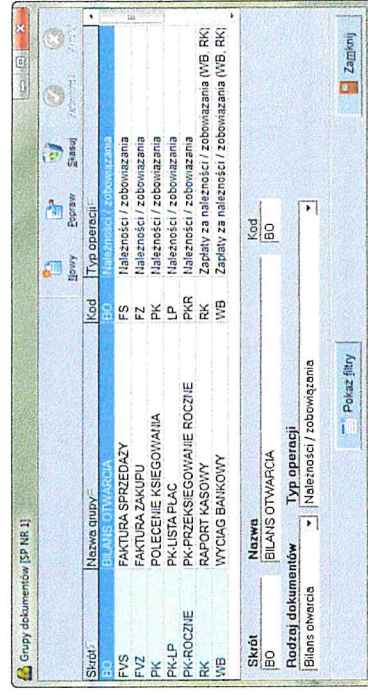 Grupy dokumentów [SP NR 1]
Nowy Popraw Skasuj
Skrót Nazwa grupy Kod Typ operacji
BO BILANS OTWARCIA BO Należności / zobowiązania
FVS FAKTURA SPRZEDAŻY FS Należności / zobowiązania
FVZ FAKTURA ZAKUPU FZ Należności / zobowiązania
PK POLECENIE KSIĘGOWANIA PK Należności / zobowiązania
PK-LP PK-LISTA PŁAC LP Należności / zobowiązania
PK-ROCZNE PK-PRZEKSIĘGOWANIE ROCZNE PKR Należności / zobowiązania
RK RAPORT KASOWY RK Zapłaty za należności / zobowiązania (WB, RK)
WB WYCIĄG BANKOWY WB Zapłaty za należności / zobowiązania (WB, RK)
Skrót Nazwa Kod
BO BILANS OTWARCIA BO
Rodzaj dokumentów Typ operacji
Bilans otwarcia Należności / zobowiązania
Pokaż filtry Zamknij